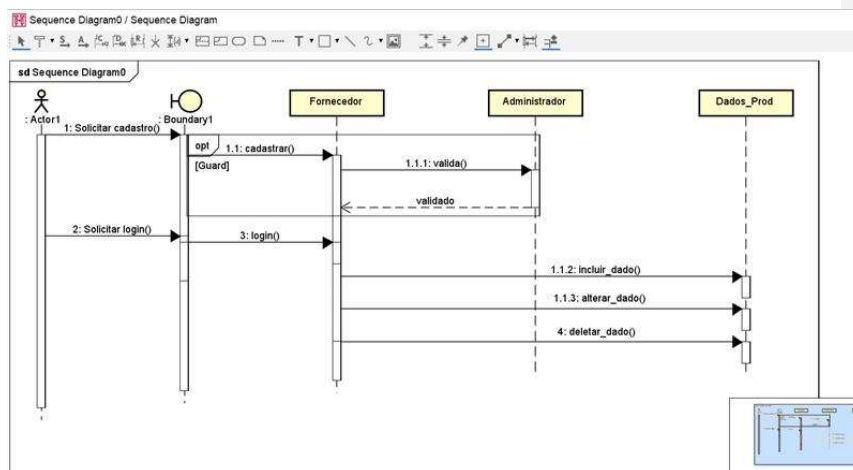 Sequence Diagram0 / Sequence Diagram
sd Sequence Diagram0
Fornecedor
Administrador
Dados_Prod
: Actor1
: Boundary1
1: Solicitar cadastro()
opt
1.1: cadastrar()
[Guard]
1.1.1: valida()
validado
2: Solicitar login()
3: login()
1.1.2: incluir_dado()
1.1.3: alterar_dado()
4: deletar_dado()